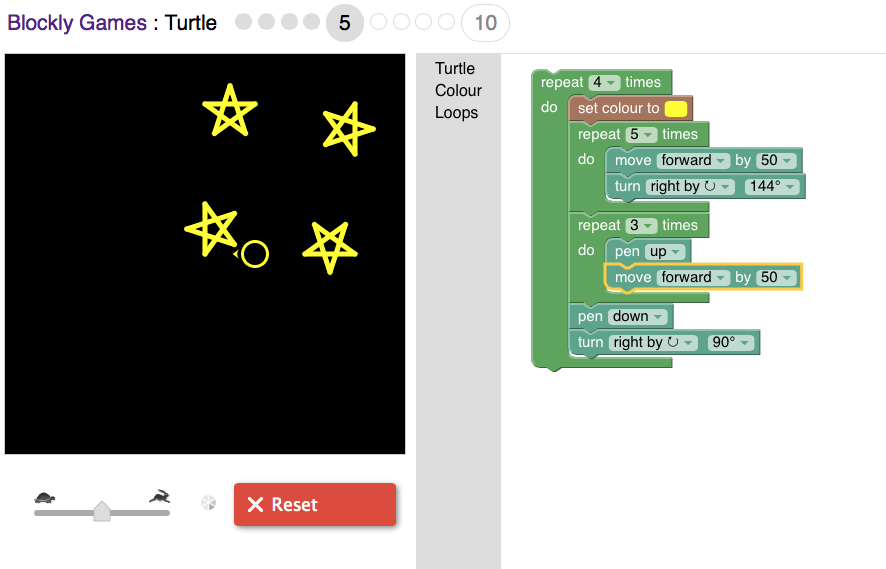 Blockly Games : Turtle 5 10
Turtle
Colour
Loops
repeat 4 times
do set colour to
repeat 5 times
do move forward by 50
turn right by ↻ 144°
repeat 3 times
do pen up
move forward by 50
pen down
turn right by ↻ 90°
Reset